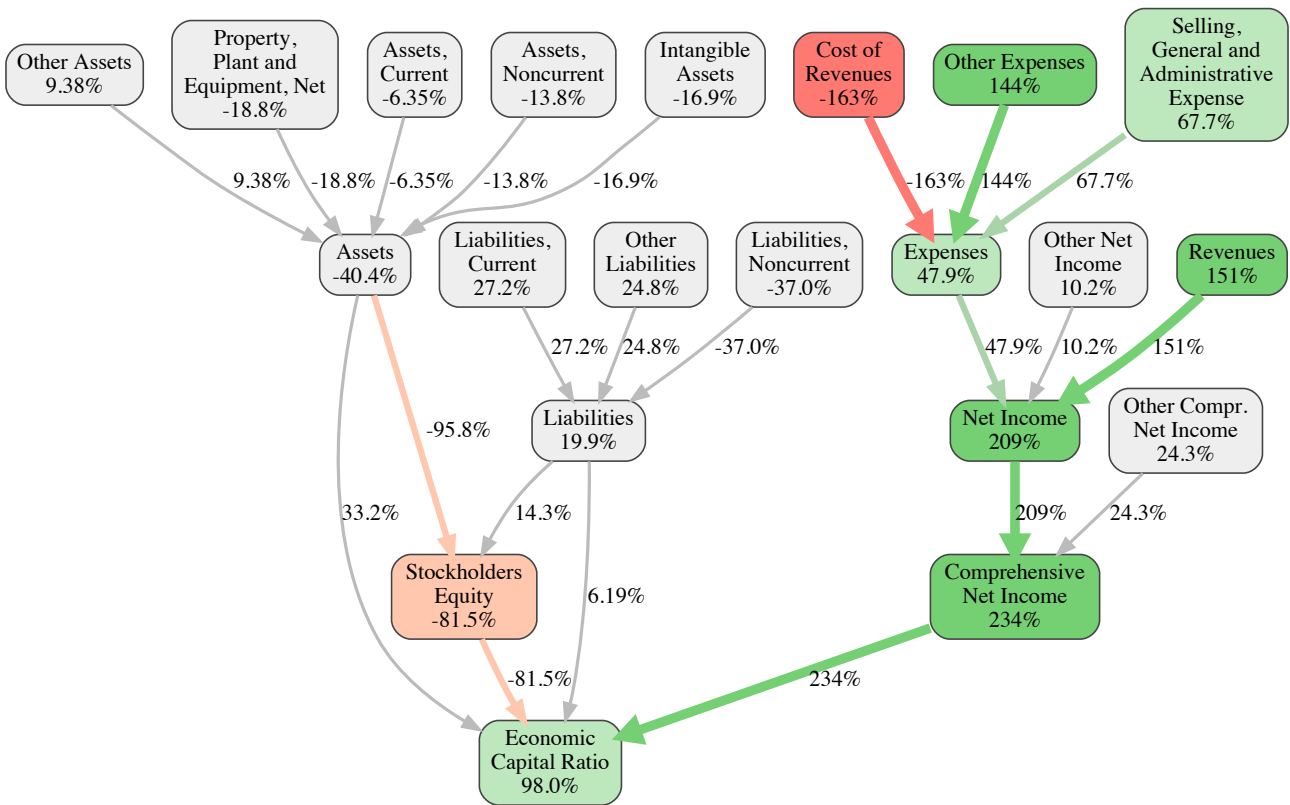 Other Assets
9.38%
Property,
Plant and
Equipment, Net
-18.8%
Assets,
Current
-6.35%
Assets,
Noncurrent
-13.8%
Intangible
Assets
-16.9%
Cost of
Revenues
-163%
Other Expenses
144%
Selling,
General and
Administrative
Expense
67.7%
9.38%
-18.8%
-6.35%
-13.8%
-16.9%
-163%
144%
67.7%
Assets
-40.4%
Liabilities,
Current
27.2%
Other
Liabilities
24.8%
Liabilities,
Noncurrent
-37.0%
Expenses
47.9%
Other Net
Income
10.2%
Revenues
151%
27.2%
24.8%
-37.0%
47.9%
10.2%
151%
-95.8%
Liabilities
19.9%
Net Income
209%
Other Compr.
Net Income
24.3%
33.2%
14.3%
209%
24.3%
Stockholders
Equity
-81.5%
6.19%
Comprehensive
Net Income
234%
-81.5%
234%
Economic
Capital Ratio
98.0%